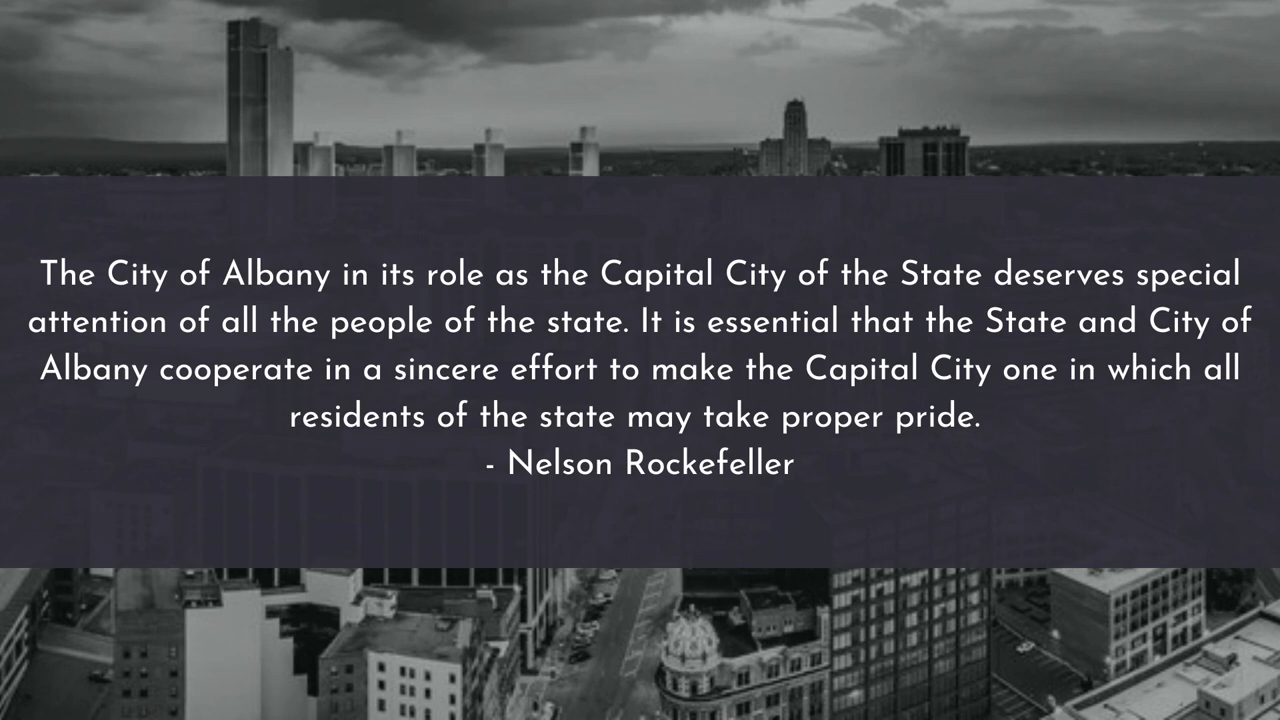 The City of Albany in its role as the Capital City of the State deserves special
attention of all the people of the state. It is essential that the State and City of
Albany cooperate in a sincere effort to make the Capital City one in which all
residents of the state may take proper pride.
- Nelson Rockefeller